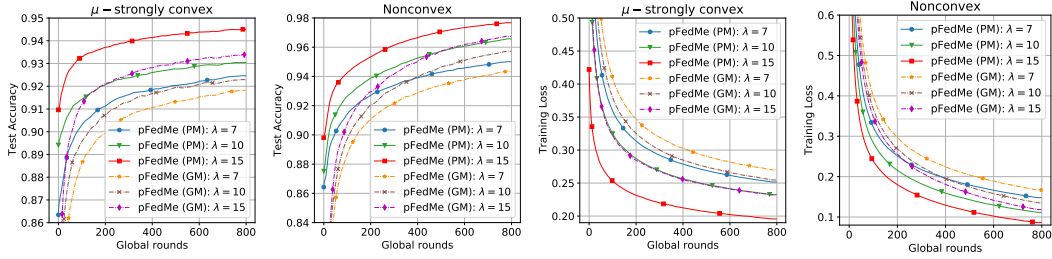 μ − strongly convex
Test Accuracy
0.95
0.94
0.93
0.92
0.91
0.90
0.89
0.88
0.87
0.86
pFedMe (PM): λ = 7
pFedMe (PM): λ = 10
pFedMe (PM): λ = 15
pFedMe (GM): λ = 7
pFedMe (GM): λ = 10
pFedMe (GM): λ = 15
0 200 400 600 800
Global rounds
Nonconvex
Test Accuracy
0.98
0.96
0.94
0.92
0.90
0.88
0.86
0.84
pFedMe (PM): λ = 7
pFedMe (PM): λ = 10
pFedMe (PM): λ = 15
pFedMe (GM): λ = 7
pFedMe (GM): λ = 10
pFedMe (GM): λ = 15
0 200 400 600 800
Global rounds
μ − strongly convex
Training Loss
0.50
0.45
0.40
0.35
0.30
0.25
0.20
pFedMe (PM): λ = 7
pFedMe (PM): λ = 10
pFedMe (PM): λ = 15
pFedMe (GM): λ = 7
pFedMe (GM): λ = 10
pFedMe (GM): λ = 15
0 200 400 600 800
Global rounds
Nonconvex
Training Loss
0.6
0.5
0.4
0.3
0.2
0.1
pFedMe (PM): λ = 7
pFedMe (PM): λ = 10
pFedMe (PM): λ = 15
pFedMe (GM): λ = 7
pFedMe (GM): λ = 10
pFedMe (GM): λ = 15
0 200 400 600 800
Global rounds